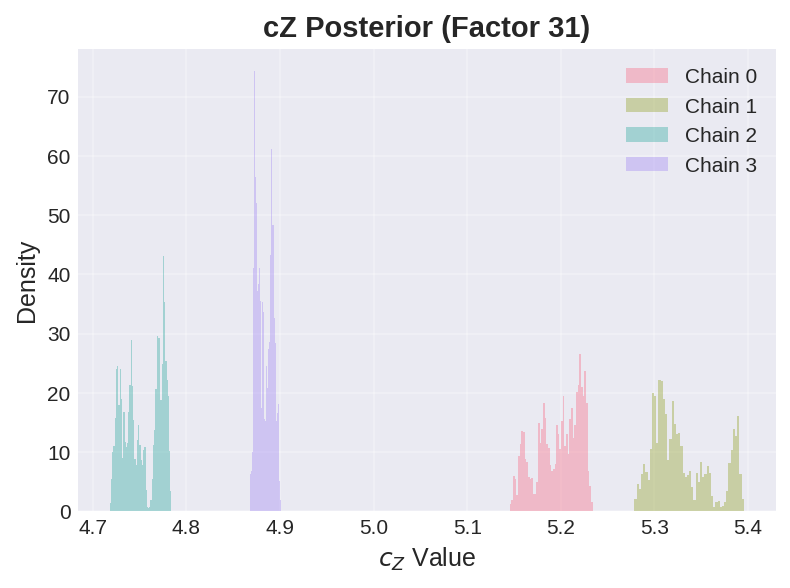 cZ Posterior (Factor 31)
Chain 0
Chain 1
Chain 2
Chain 3
Density
70
60
50
40
30
20
10
0
4.7 4.8 4.9 5.0 5.1 5.2 5.3 5.4
cZ Value